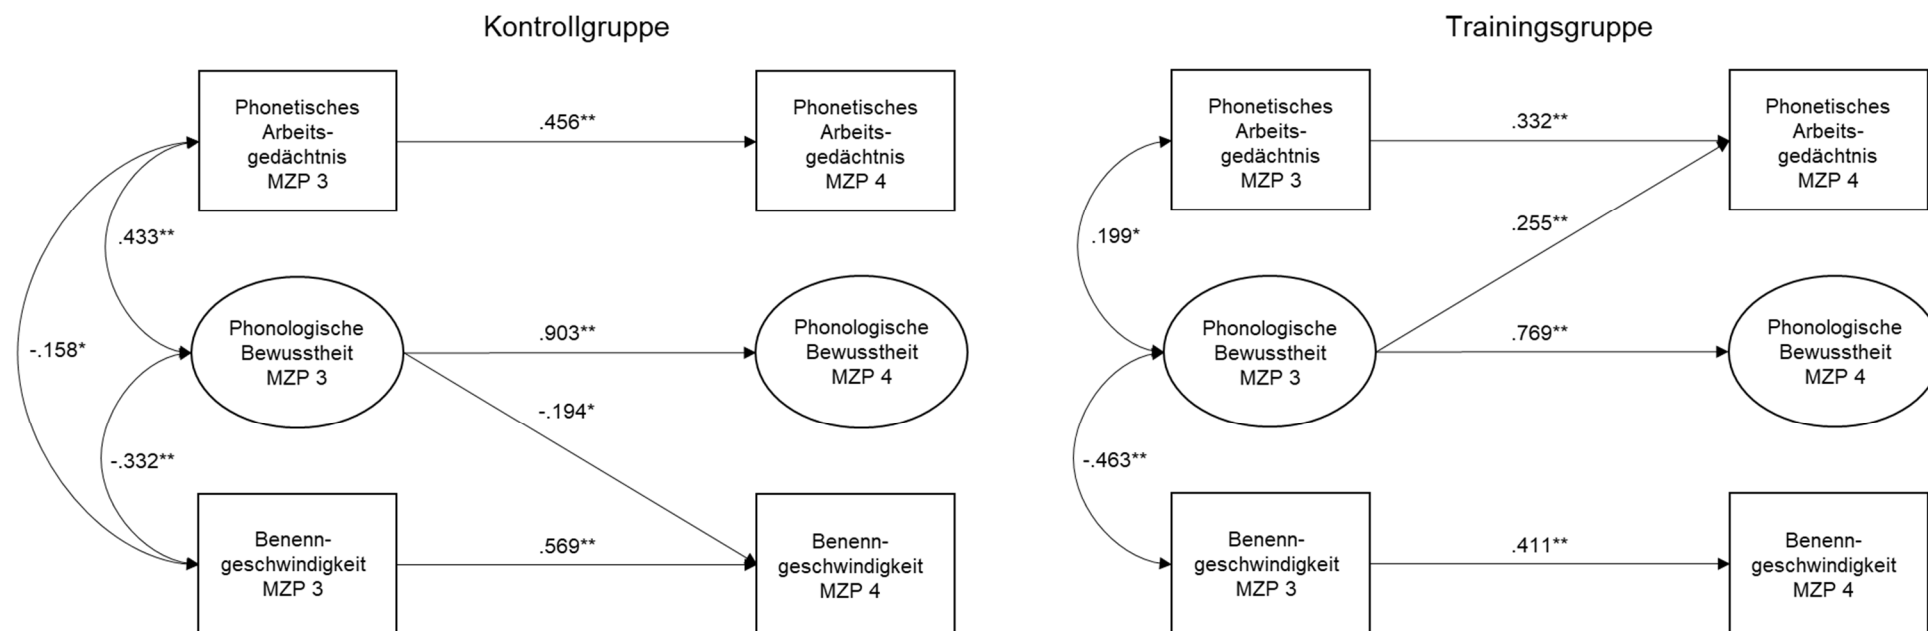 Kontrollgruppe
Phonetisches
Arbeits-
gedächtnis
MZP 3
.456**
Phonetisches
Arbeits-
gedächtnis
MZP 4
.433**
-.158*
Phonologische
Bewusstheit
MZP 3
.903**
Phonologische
Bewusstheit
MZP 4
-.194*
-.332**
Benenn-
geschwindigkeit
MZP 3
.569**
Benenn-
geschwindigkeit
MZP 4
Trainingsgruppe
Phonetisches
Arbeits-
gedächtnis
MZP 3
.332**
Phonetisches
Arbeits-
gedächtnis
MZP 4
.199*
.255**
Phonologische
Bewusstheit
MZP 3
.769**
Phonologische
Bewusstheit
MZP 4
-.463**
Benenn-
geschwindigkeit
MZP 3
.411**
Benenn-
geschwindigkeit
MZP 4